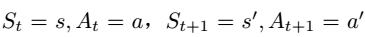 S_t = s, A_t = a，S_{t+1} = s', A_{t+1} = a'